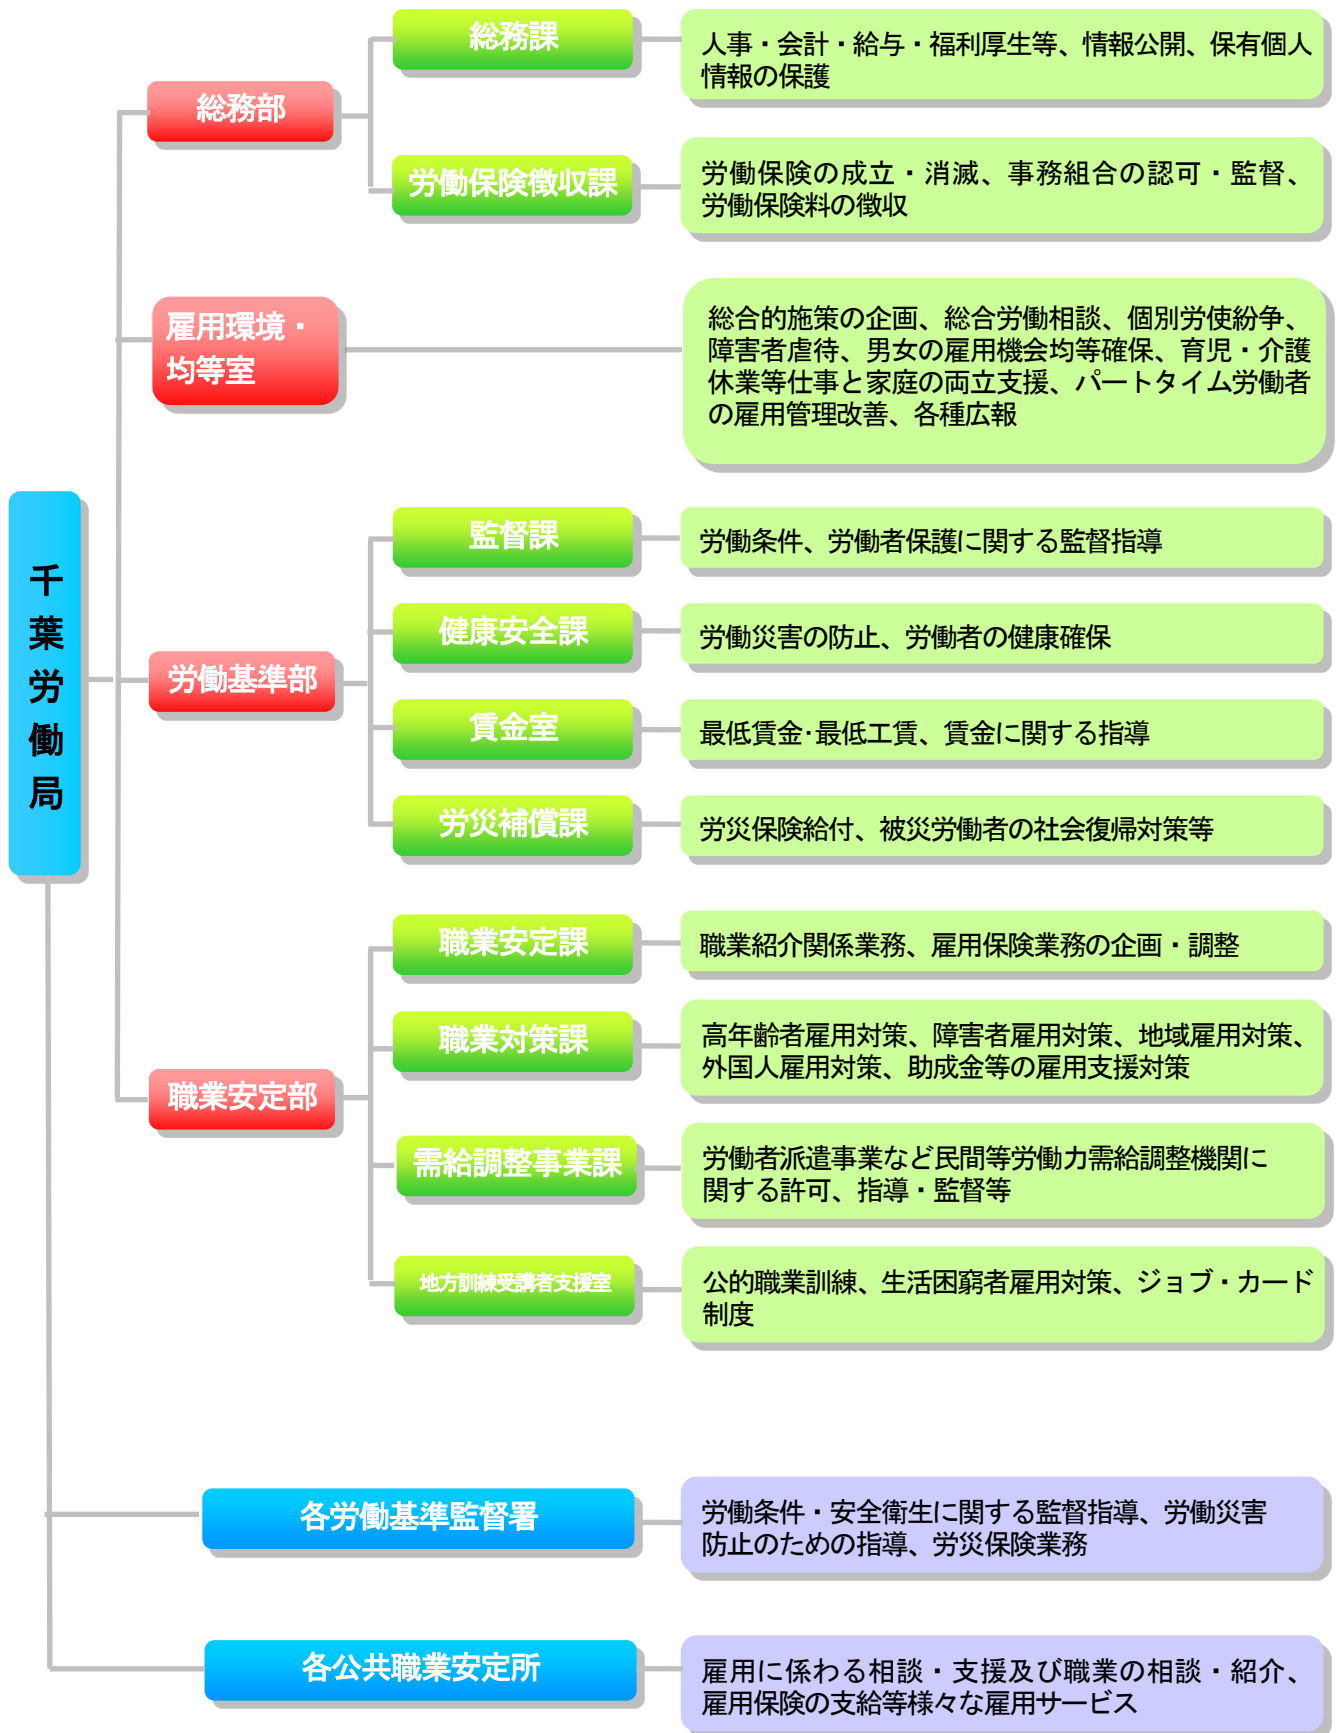 千葉労働局
総務部
総務課
人事・会計・給与・福利厚生等、情報公開、保有個人
情報の保護
労働保険徴収課
労働保険の成立・消滅、事務組合の認可・監督、
労働保険料の徴収
雇用環境・
均等室
総合的施策の企画、総合労働相談、個別労使紛争、
障害者虐待、男女の雇用機会均等確保、育児・介護
休業等仕事と家庭の両立支援、パートタイム労働者
の雇用管理改善、各種広報
労働基準部
監督課
労働条件、労働者保護に関する監督指導
健康安全課
労働災害の防止、労働者の健康確保
賃金室
最低賃金・最低工賃、賃金に関する指導
労災補償課
労災保険給付、被災労働者の社会復帰対策等
職業安定部
職業安定課
職業紹介関係業務、雇用保険業務の企画・調整
職業対策課
高年齢者雇用対策、障害者雇用対策、地域雇用対策、
外国人雇用対策、助成金等の雇用支援対策
需給調整事業課
労働者派遣事業など民間等労働力需給調整機関に
関する許可、指導・監督等
地方訓練受講者支援室
公的職業訓練、生活困窮者雇用対策、ジョブ・カード
制度
各労働基準監督署
労働条件・安全衛生に関する監督指導、労働災害
防止のための指導、労災保険業務
各公共職業安定所
雇用に係わる相談・支援及び職業の相談・紹介、
雇用保険の支給等様々な雇用サービス